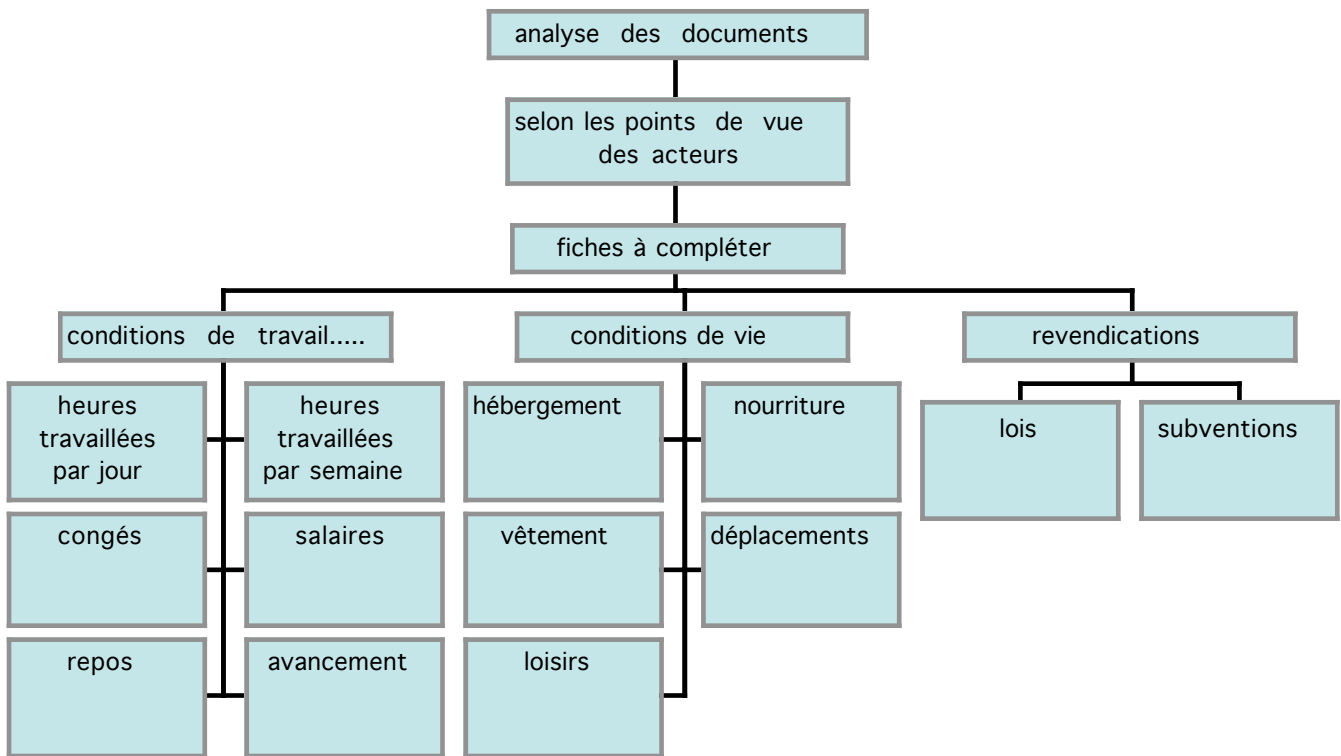 analyse des documents
selon les points de vue
des acteurs
fiches à compléter
conditions de travail.....
conditions de vie
revendications
heures
travaillées
par jour
heures
travaillées
par semaine
hébergement
nourriture
lois
subventions
congés
salaires
vêtement
déplacements
repos
avancement
loisirs